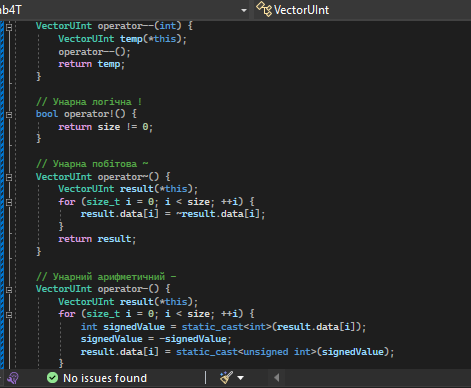 nb4T
VectorUInt
VectorUInt operator--(int) {
VectorUInt temp(*this);
operator--();
return temp;
}
// Унарна логічна !
bool operator!() {
return size != 0;
}
// Унарна побітова ~
VectorUInt operator~() {
VectorUInt result(*this);
for (size_t i = 0; i < size; ++i) {
result.data[i] = ~result.data[i];
}
return result;
}
// Унарний арифметичний -
VectorUInt operator-() {
VectorUInt result(*this);
for (size_t i = 0; i < size; ++i) {
int signedValue = static_cast<int>(result.data[i]);
signedValue = -signedValue;
result.data[i] = static_cast<unsigned int>(signedValue);
}
No issues found